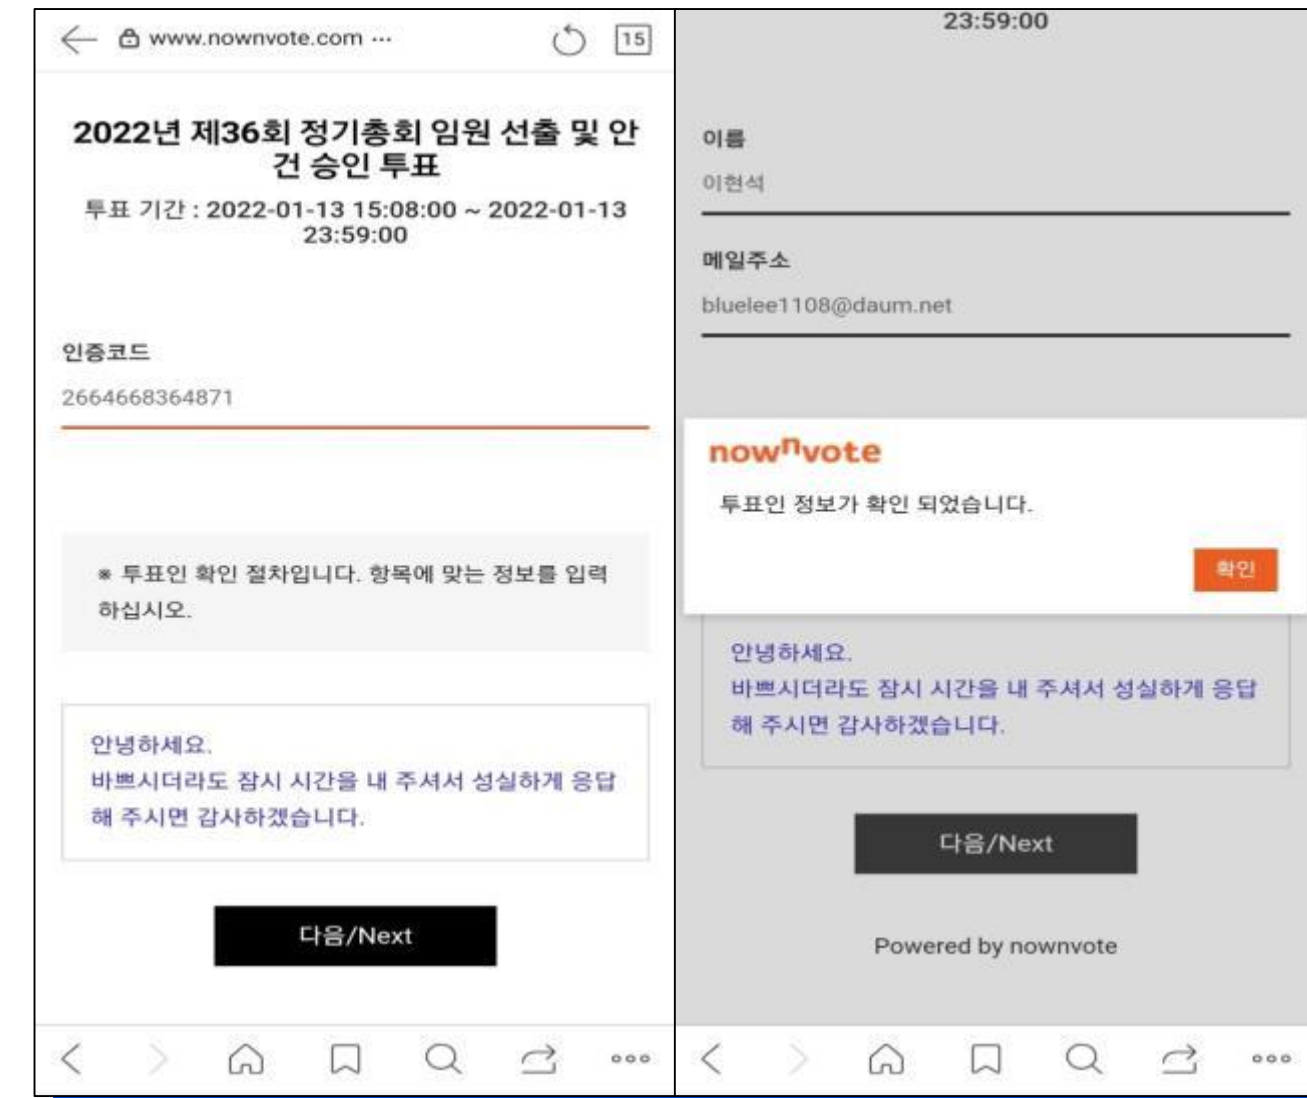 www.nownvote.com ···
15
2022년 제36회 정기총회 임원 선출 및 안
건 승인 투표
투표 기간 : 2022-01-13 15:08:00 ~ 2022-01-13
23:59:00
인증코드
2664668364871
※ 투표인 확인 절차입니다. 항목에 맞는 정보를 입력
하십시오.
안녕하세요.
바쁘시더라도 잠시 시간을 내 주셔서 성실하게 응답
해 주시면 감사하겠습니다.
다음/Next
23:59:00
이름
이현석
메일주소
bluelee1108@daum.net
nownvote
투표인 정보가 확인 되었습니다.
확인
안녕하세요.
바쁘시더라도 잠시 시간을 내 주셔서 성실하게 응답
해 주시면 감사하겠습니다.
다음/Next
Powered by nownvote